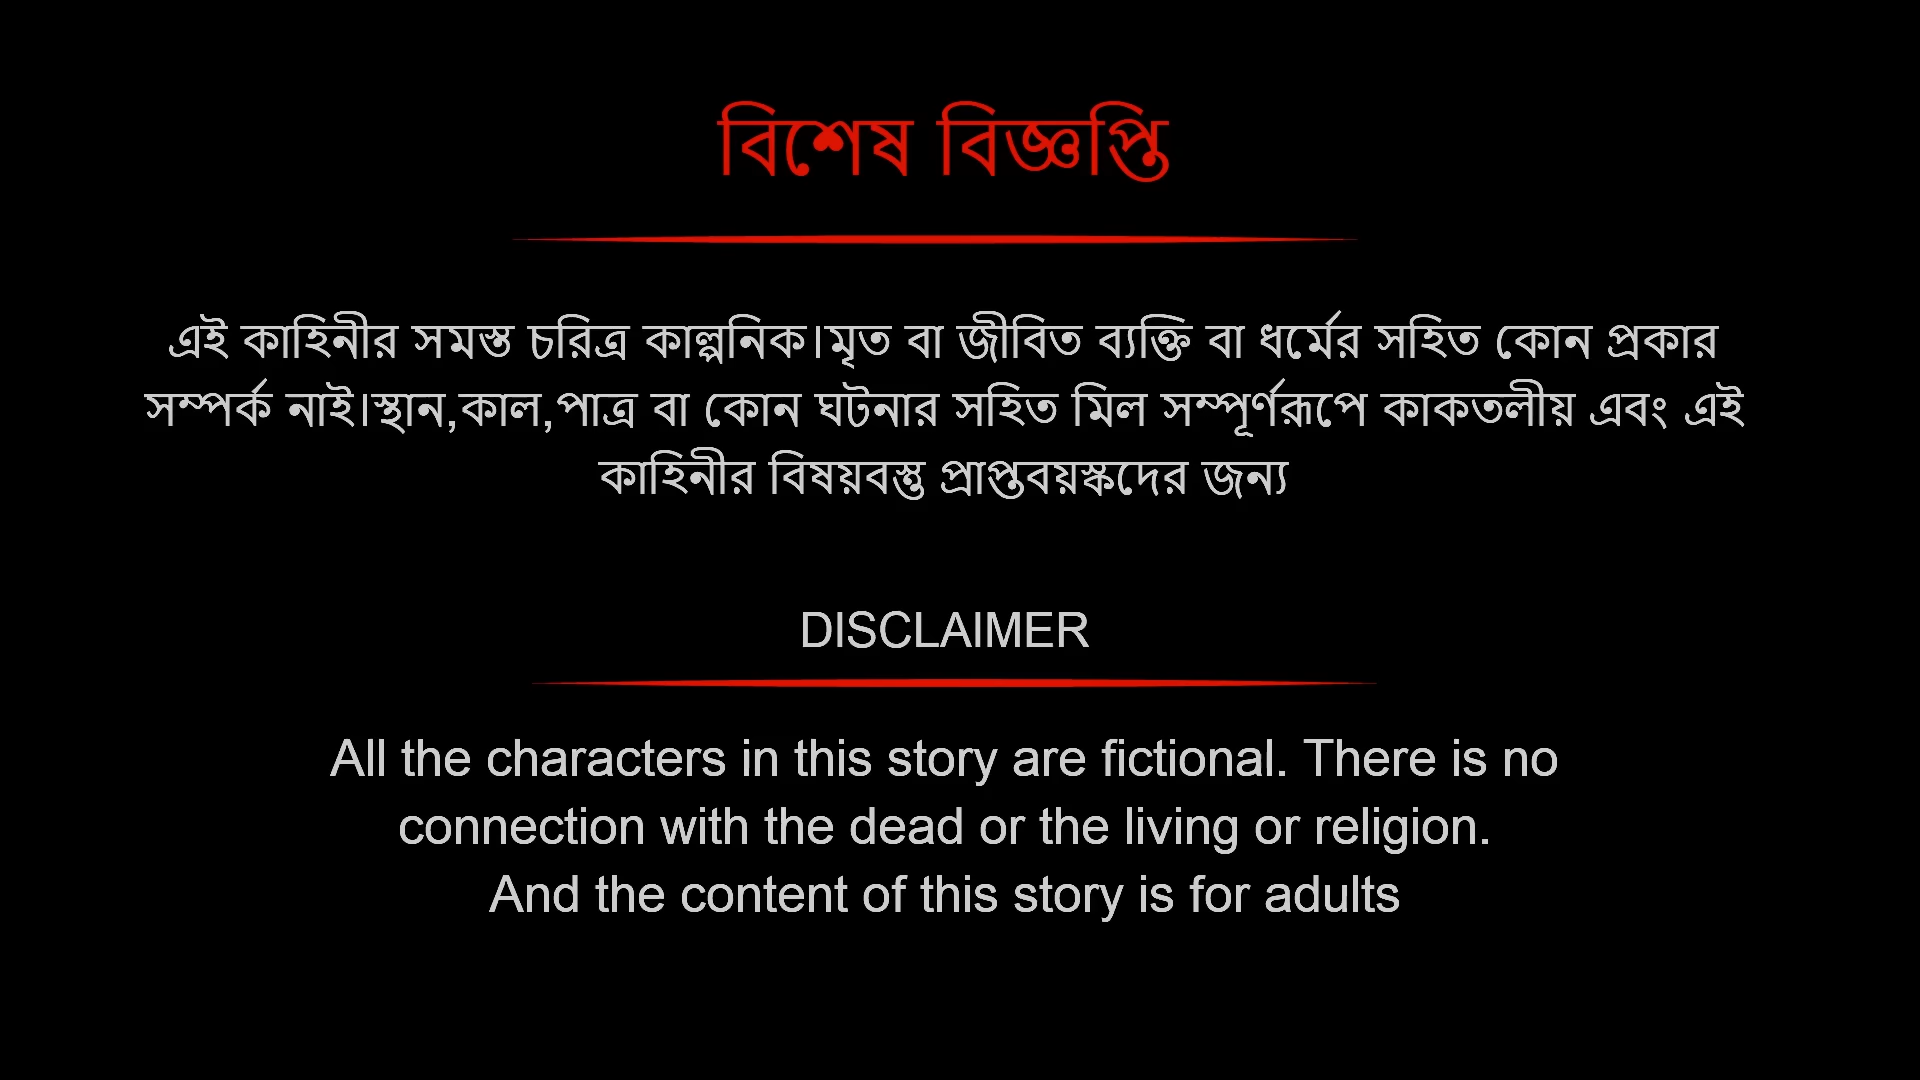 বিশেষ বিজ্ঞপ্তি
এই কাহিনীর সমস্ত চরিত্র কাল্পনিক।মৃত বা জীবিত ব্যক্তি বা ধর্মের সহিত কোন প্রকার
সম্পর্ক নাই।স্থান,কাল,পাত্র বা কোন ঘটনার সহিত মিল সম্পূর্ণরূপে কাকতলীয় এবং এই
কাহিনীর বিষয়বস্তু প্রাপ্তবয়স্কদের জন্য
DISCLAIMER
All the characters in this story are fictional. There is no
connection with the dead or the living or religion.
And the content of this story is for adults